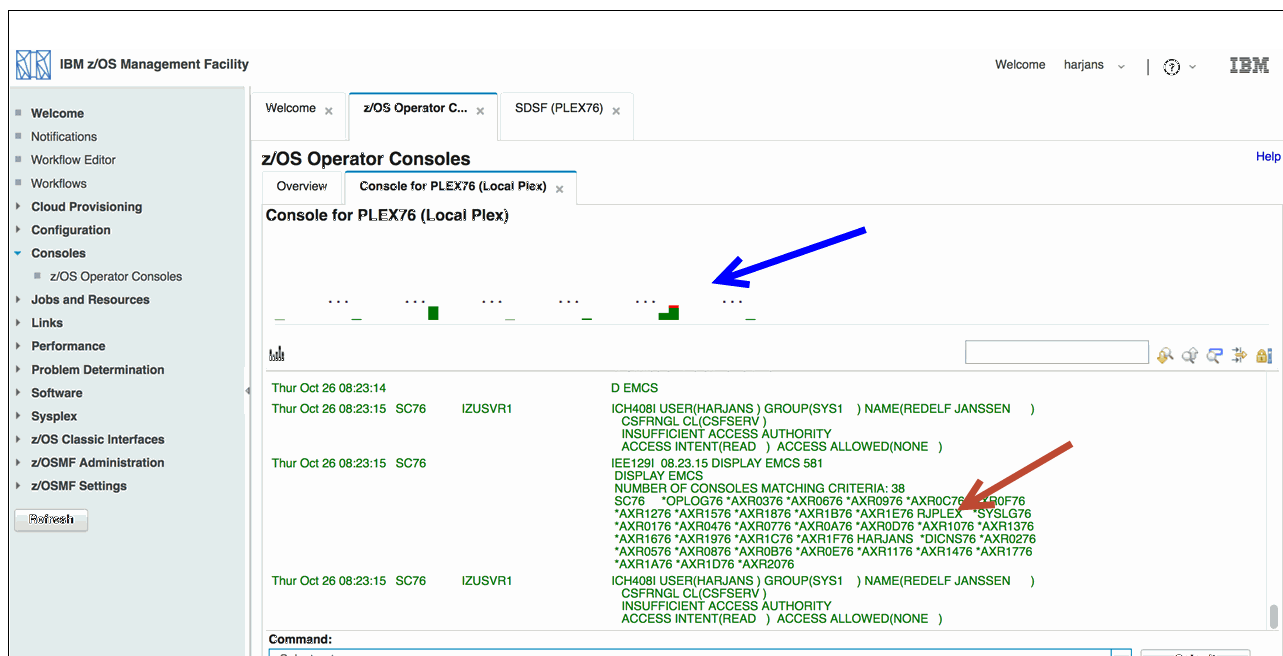 IBM z/OS Management Facility
Welcome harjans
IBM
Welcome
Notifications
Workflow Editor
Workflows
Cloud Provisioning
Configuration
Consoles
z/OS Operator Consoles
Jobs and Resources
Links
Performance
Problem Determination
Software
Sysplex
z/OS Classic Interfaces
z/OSMF Administration
z/OSMF Settings
Refresh
Welcome z/OS Operator C... SDSF (PLEX76)
z/OS Operator Consoles Help
Overview Console for PLEX76 (Local Plex)
Console for PLEX76 (Local Plex)
... ... ... ... ... ...
Thur Oct 26 08:23:14 D EMCS
Thur Oct 26 08:23:15 SC76 IZUSVR1 ICH408I USER(HARJANS ) GROUP(SYS1 ) NAME(REDELF JANSSEN )
CSFRNGL CL(CSFSERV )
INSUFFICIENT ACCESS AUTHORITY
ACCESS INTENT(READ ) ACCESS ALLOWED(NONE )
Thur Oct 26 08:23:15 SC76 IEE129I 08.23.15 DISPLAY EMCS 581
DISPLAY EMCS
NUMBER OF CONSOLES MATCHING CRITERIA: 38
SC76 *OPLOG76 *AXR0376 *AXR0676 *AXR0976 *AXR0C76
*AXR1276 *AXR1576 *AXR1876 *AXR1B76 *AXR1E76 RJPLEX *SYSLG76
*AXR0176 *AXR0476 *AXR0776 *AXR0A76 *AXR0D76 *AXR1076 *AXR1376
*AXR1676 *AXR1976 *AXR1C76 *AXR1F76 HARJANS *DICNS76 *AXR0276
*AXR0576 *AXR0876 *AXR0B76 *AXR0E76 *AXR1176 *AXR1476 *AXR1776
*AXR1A76 *AXR1D76 *AXR2076
Thur Oct 26 08:23:15 SC76 IZUSVR1 ICH408I USER(HARJANS ) GROUP(SYS1 ) NAME(REDELF JANSSEN )
CSFRNGL CL(CSFSERV )
INSUFFICIENT ACCESS AUTHORITY
ACCESS INTENT(READ ) ACCESS ALLOWED(NONE )
Command: